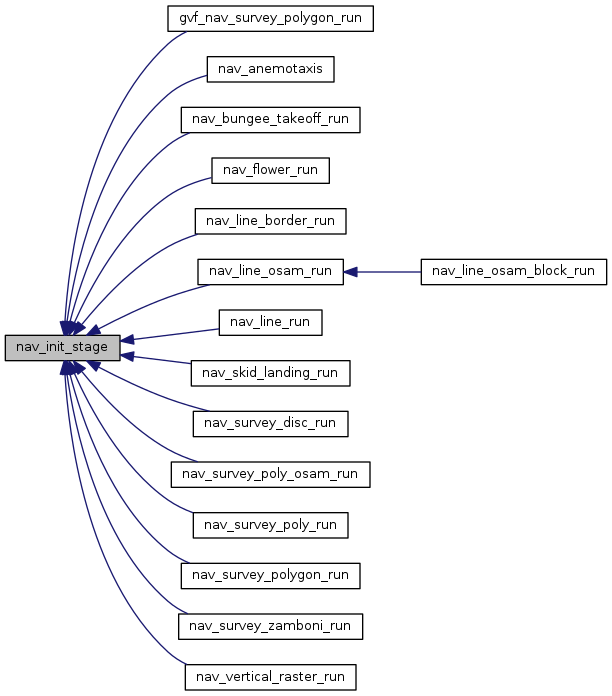 gvf_nav_survey_polygon_run
nav_anemotaxis
nav_bungee_takeoff_run
nav_flower_run
nav_line_border_run
nav_line_osam_run
nav_line_osam_block_run
nav_line_run
nav_init_stage
nav_skid_landing_run
nav_survey_disc_run
nav_survey_poly_osam_run
nav_survey_poly_run
nav_survey_polygon_run
nav_survey_zamboni_run
nav_vertical_raster_run